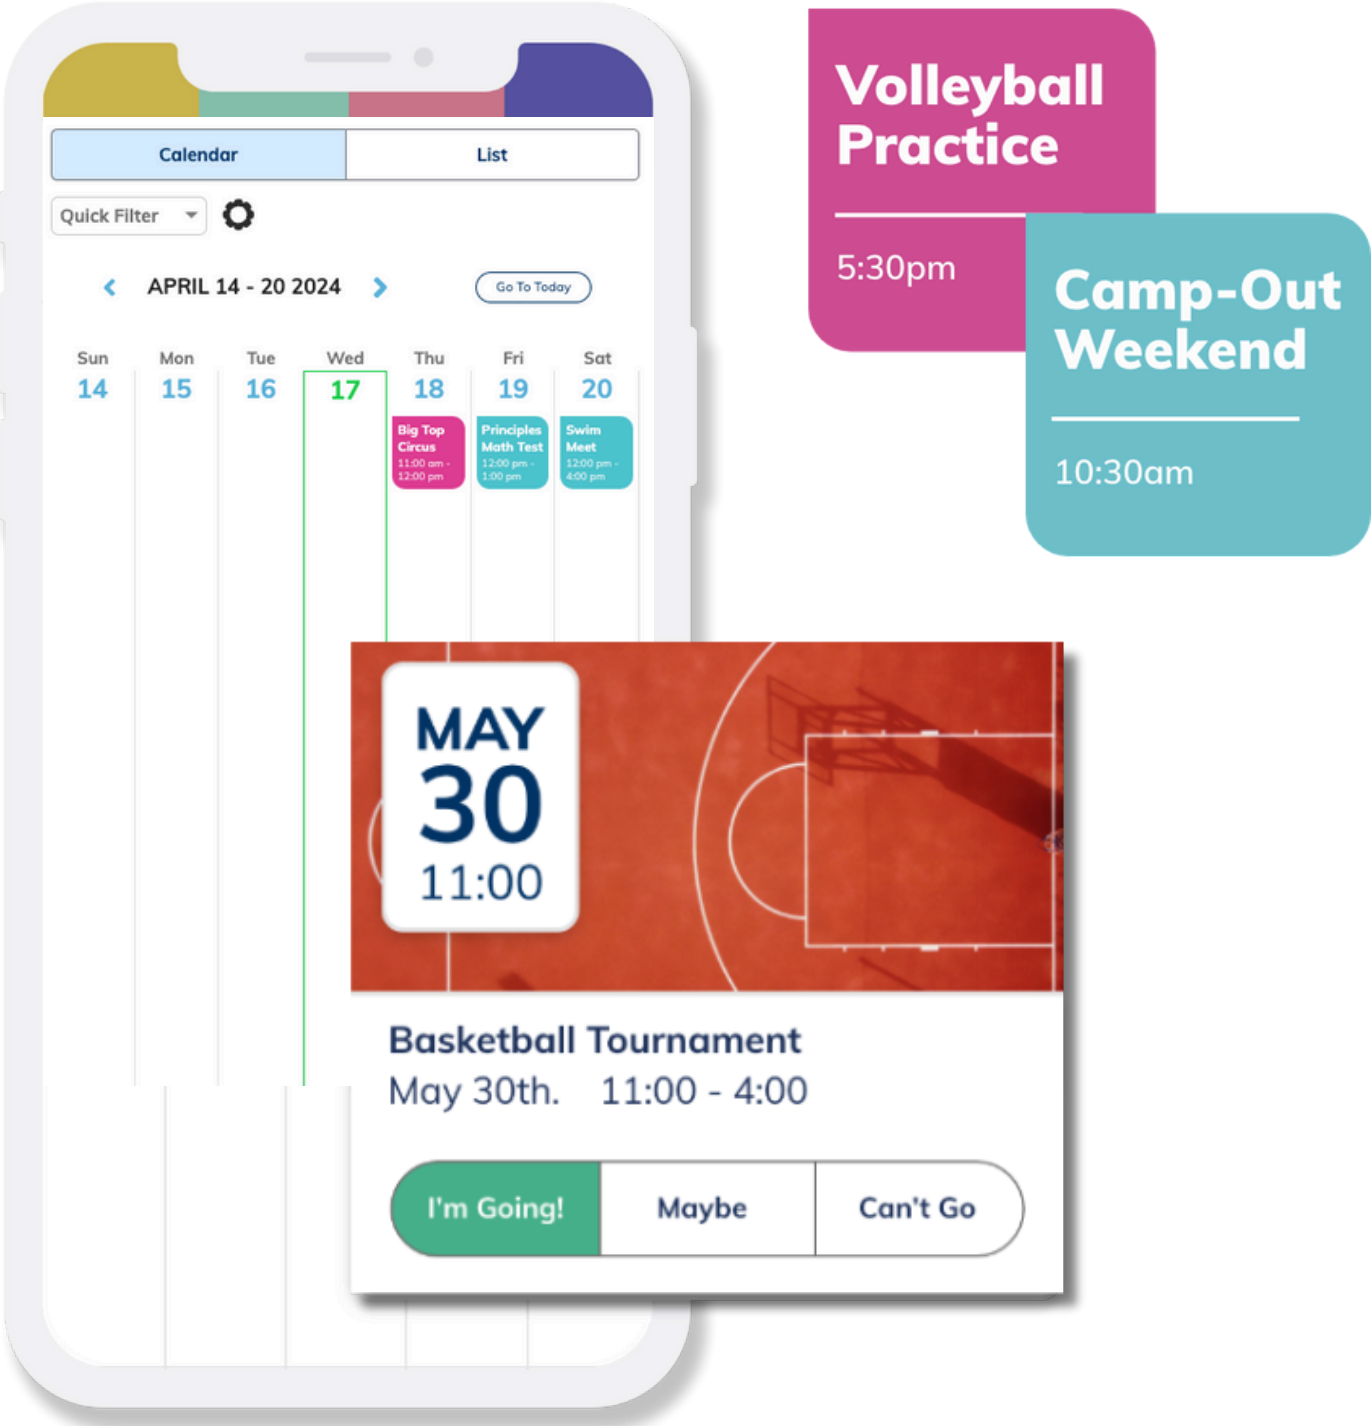 Calendar
List
Quick Filter
APRIL 14 - 20 2024
Go To Today
Sun Mon Tue Wed Thu Fri Sat
14 15 16 17 18 19 20
Big Top
Circus
11:00 am -
12:00 pm
Principles
Math Test
12:00 pm -
1:00 pm
Swim
Meet
12:00 pm -
4:00 pm
Volleyball
Practice
5:30pm
Camp-Out
Weekend
10:30am
MAY
30
11:00
Basketball Tournament
May 30th. 11:00 - 4:00
I'm Going!
Maybe
Can't Go